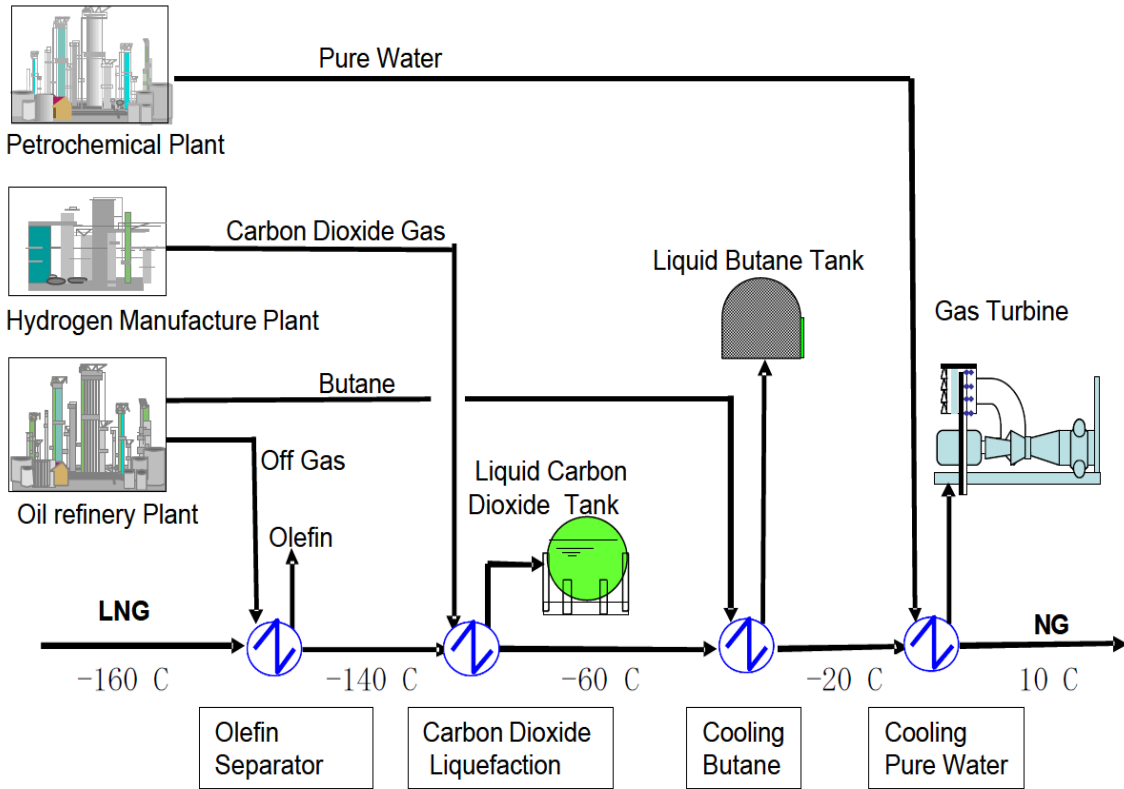 Pure Water
Petrochemical Plant
Carbon Dioxide Gas
Liquid Butane Tank
Gas Turbine
Hydrogen Manufacture Plant
Butane
Off Gas
Liquid Carbon
Dioxide Tank
Oil refinery Plant
Olefin
LNG
NG
-160 C
-140 C
-60 C
-20 C
10 C
Olefin
Separator
Carbon Dioxide
Liquefaction
Cooling
Butane
Cooling
Pure Water